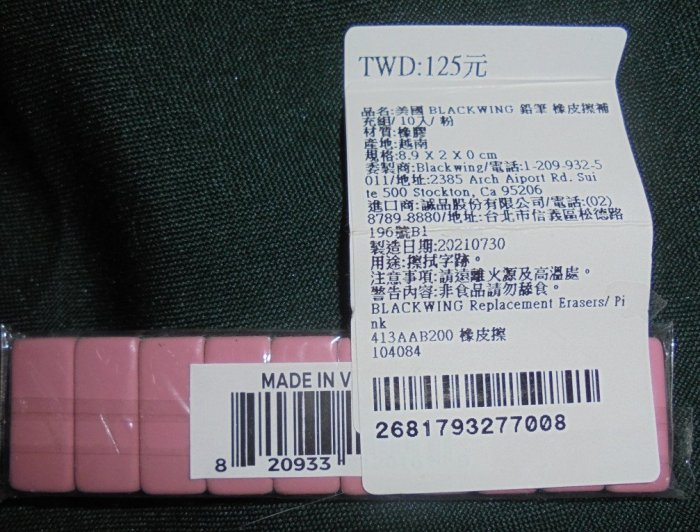 TWD:125元
品名:美國 BLACKWING 鉛筆 橡皮擦補
充組/ 10入/ 粉
材質:橡膠
產地:越南
規格:8.9 X 2 X 0 cm
委製商:Blackwing/電話:1-209-932-5
011/地址:2385 Arch Aiport Rd. Sui
te 500 Stockton, Ca 95206
進口商:誠品股份有限公司/電話:(02)
8789-8880/地址:台北市信義區松德路
196號B1
製造日期:20210730
用途:擦拭字跡。
注意事項:請遠離火源及高溫處。
警告內容:非食品請勿舔食。
BLACKWING Replacement Erasers/ Pi
nk
413AAB200 橡皮擦
104084
2681793277008
MADE IN V
8 20933